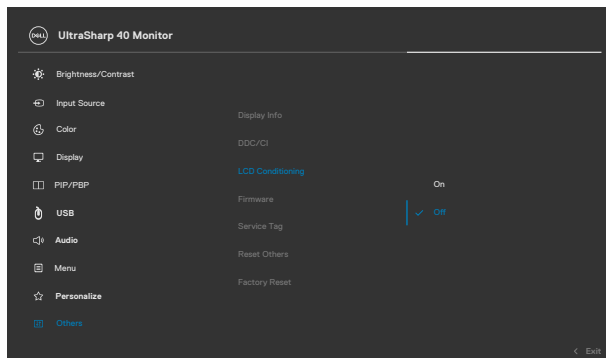 DELL UltraSharp 40 Monitor
Brightness/Contrast
Input Source
Color
Display
PIP/PBP
USB
Audio
Menu
Personalize
Others
Display Info
DDC/CI
LCD Conditioning
Firmware
Service Tag
Reset Others
Factory Reset
On
Off
Exit